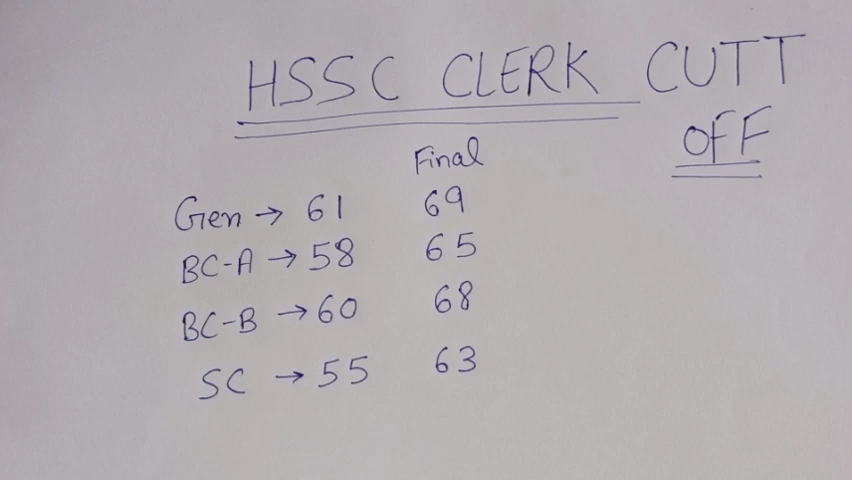 HSSC CLERK CUTT
OFF
Final
Gen → 61 69
BC-A → 58 65
BC-B → 60 68
SC → 55 63